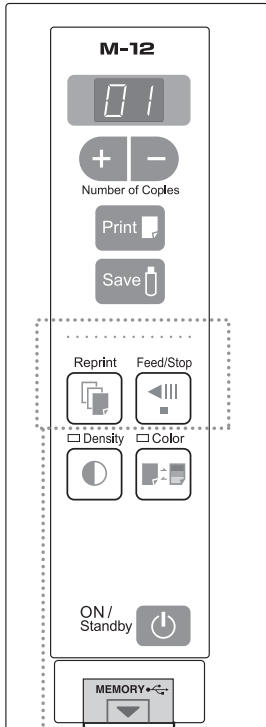 M-12
01
+ −
Number of Copies
Print
Save
Reprint Feed/Stop
Density Color
ON/
Standby
MEMORY